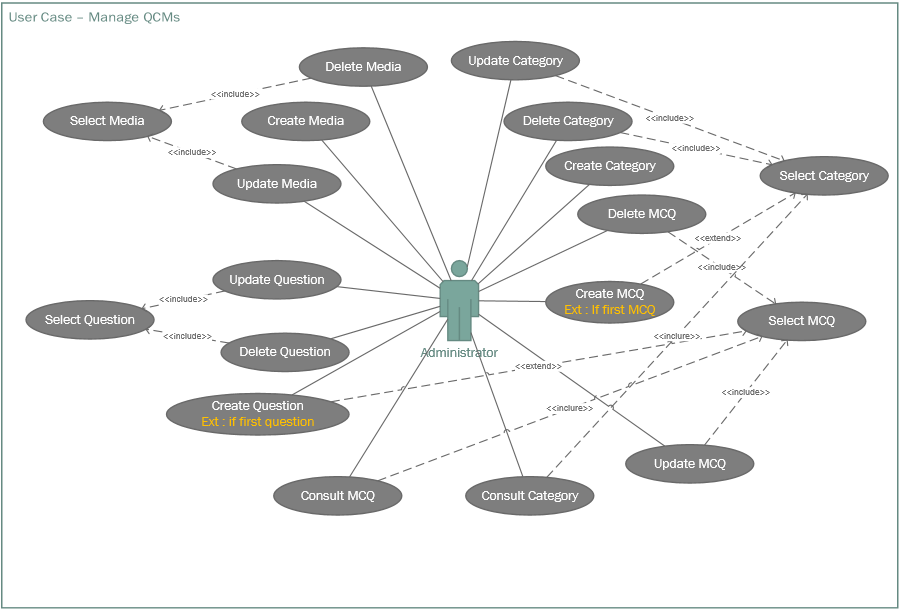 User Case – Manage QCMs
Delete Media
Update Category
<<include>>
Select Media
Create Media
Delete Category
<<include>>
<<include>>
<<include>>
Create Category
Select Category
Update Media
Delete MCQ
<<extend>>
<<include>>
Update Question
Create MCQ
Ext : If first MCQ
<<include>>
Select Question
Select MCQ
<<include>>
<<inclure>>
Delete Question
Administrator
<<extend>>
<<include>>
Create Question
Ext : if first question
<<inclure>>
Update MCQ
Consult MCQ
Consult Category